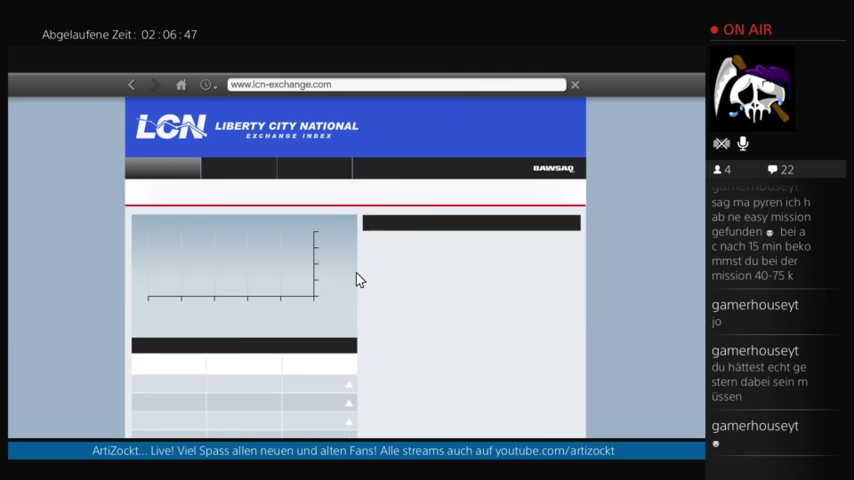 Abgelaufene Zeit: 02:06:47
ON AIR
www.lcn-exchange.com
LCN LIBERTY CITY NATIONAL
EXCHANGE INDEX
BAWSAQ
4 22
gamerhouseyt
sag ma pyren ich h
ab ne easy mission
gefunden bei a
c nach 15 min beko
mmst du bei der
mission 40-75 k
gamerhouseyt
jo
gamerhouseyt
du hättest echt ge
stern dabei sein m
üssen
gamerhouseyt
ArtiZockt... Live! Viel Spass allen neuen und alten Fans! Alle streams auch auf youtube.com/artizockt